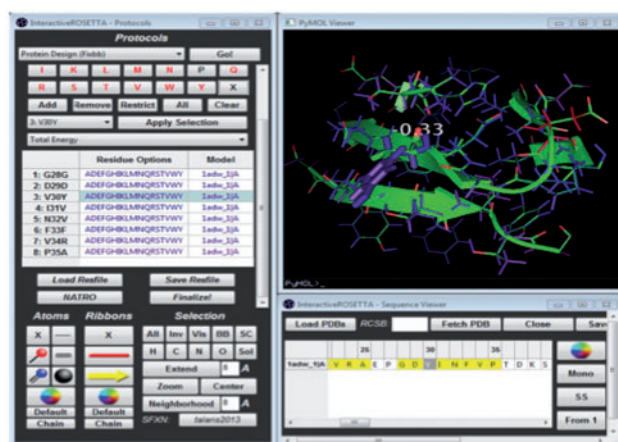 InteractiveROSETTA - Protocols
Protocols
Protein Design (Fixbb)
Go!
I K L M N P Q
R S T V W Y X
Add Remove Restrict All Clear
3: V30Y
Apply Selection
Total Energy
Residue Options Model
1: G28G ADEFGHIKLMNQRSTVWY 1adw_1|A
2: D29D ADEFGHIKLMNQRSTVWY 1adw_1|A
3: V30Y ADEFGHIKLMNQRSTVWY 1adw_1|A
4: I31V ADEFGHIKLMNQRSTVWY 1adw_1|A
5: N32V ADEFGHIKLMNQRSTVWY 1adw_1|A
6: F33F ADEFGHIKLMNQRSTVWY 1adw_1|A
7: V34R ADEFGHIKLMNQRSTVWY 1adw_1|A
8: P35A ADEFGHIKLMNQRSTVWY 1adw_1|A
Load Resfile Save Resfile
NATRO Finalize!
Atoms Ribbons Selection
X X All Inv Vis BB SC
H C N O Sol
Extend 8 A
Zoom Center
Neighborhood 8 A
Default Default
Chain Chain
SFXN: talaris2013
PyMOL Viewer
-0.33
PyMOL>_
InteractiveROSETTA - Sequence Viewer
Load PDBs RCSB: Fetch PDB Close Save
26 30 36
1adw_1|A V R A E P G D Y I N F V P T D K S
Mono
SS
From 1